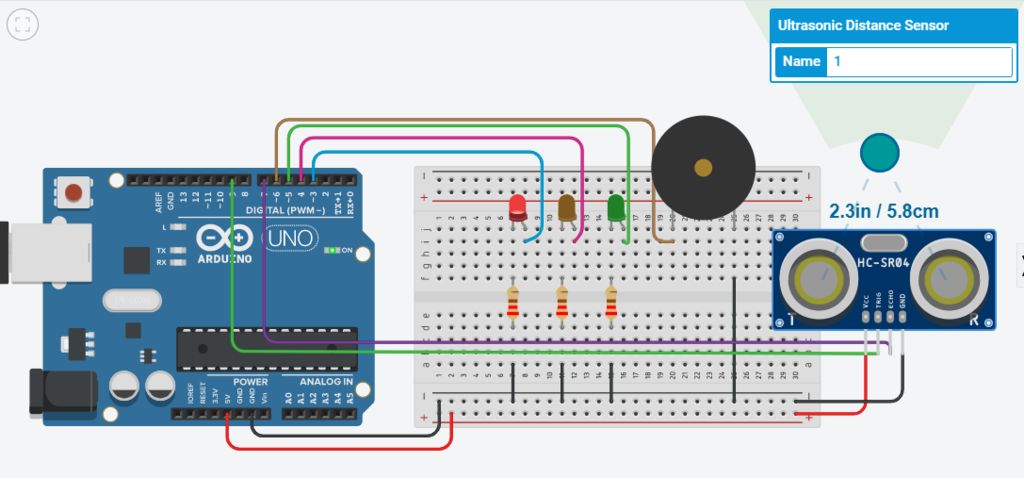 Ultrasonic Distance Sensor
Name 1
2.3in / 5.8cm
HC-SR04
VCC TRIG ECHO GND
T R
AREF GND 13 12 ~11 ~10 ~9 8 7 ~6 ~5 4 ~3 2 TX→1 RX←0
DIGITAL (PWM~)
L
TX
RX
UNO
ON
ARDUINO
POWER ANALOG IN
IOREF RESET 3.3V 5V GND GND Vin A0 A1 A2 A3 A4 A5